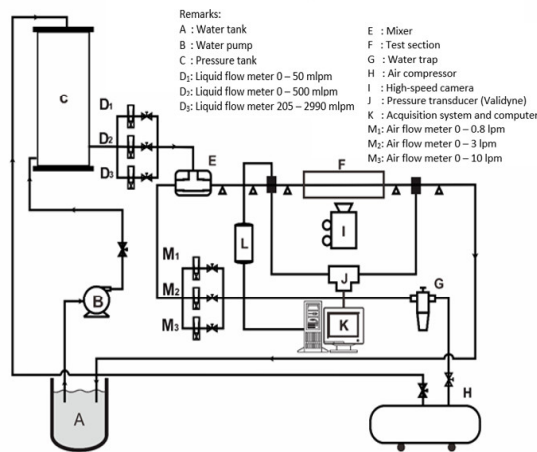 Remarks:
A : Water tank
B : Water pump
C : Pressure tank
D₁: Liquid flow meter 0 – 50 mlpm
D₂: Liquid flow meter 0 – 500 mlpm
D₃: Liquid flow meter 205 – 2990 mlpm
E : Mixer
F : Test section
G : Water trap
H : Air compressor
I : High-speed camera
J : Pressure transducer (Validyne)
K : Acquisition system and computer
M₁: Air flow meter 0 – 0.8 lpm
M₂: Air flow meter 0 – 3 lpm
M₃: Air flow meter 0 – 10 lpm
C
D₁
D₂
D₃
E
F
I
L
M₁
J
M₂
G
B
M₃
K
A
H